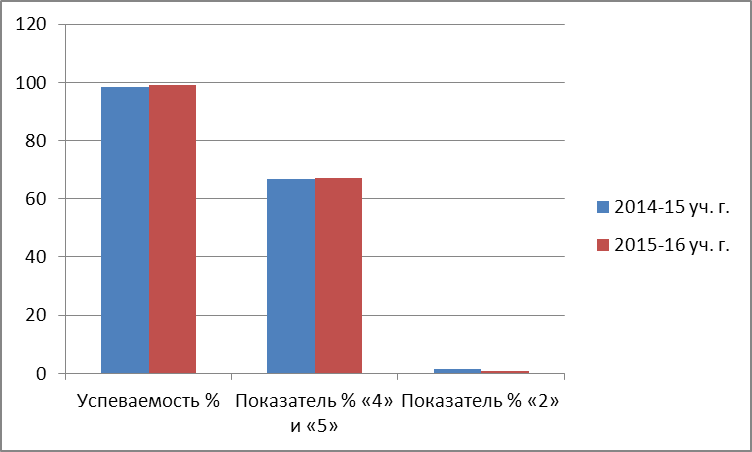 120
100
80
60
40
20
0
Успеваемость %
Показатель % «4»
и «5»
Показатель % «2»
2014-15 уч. г.
2015-16 уч. г.